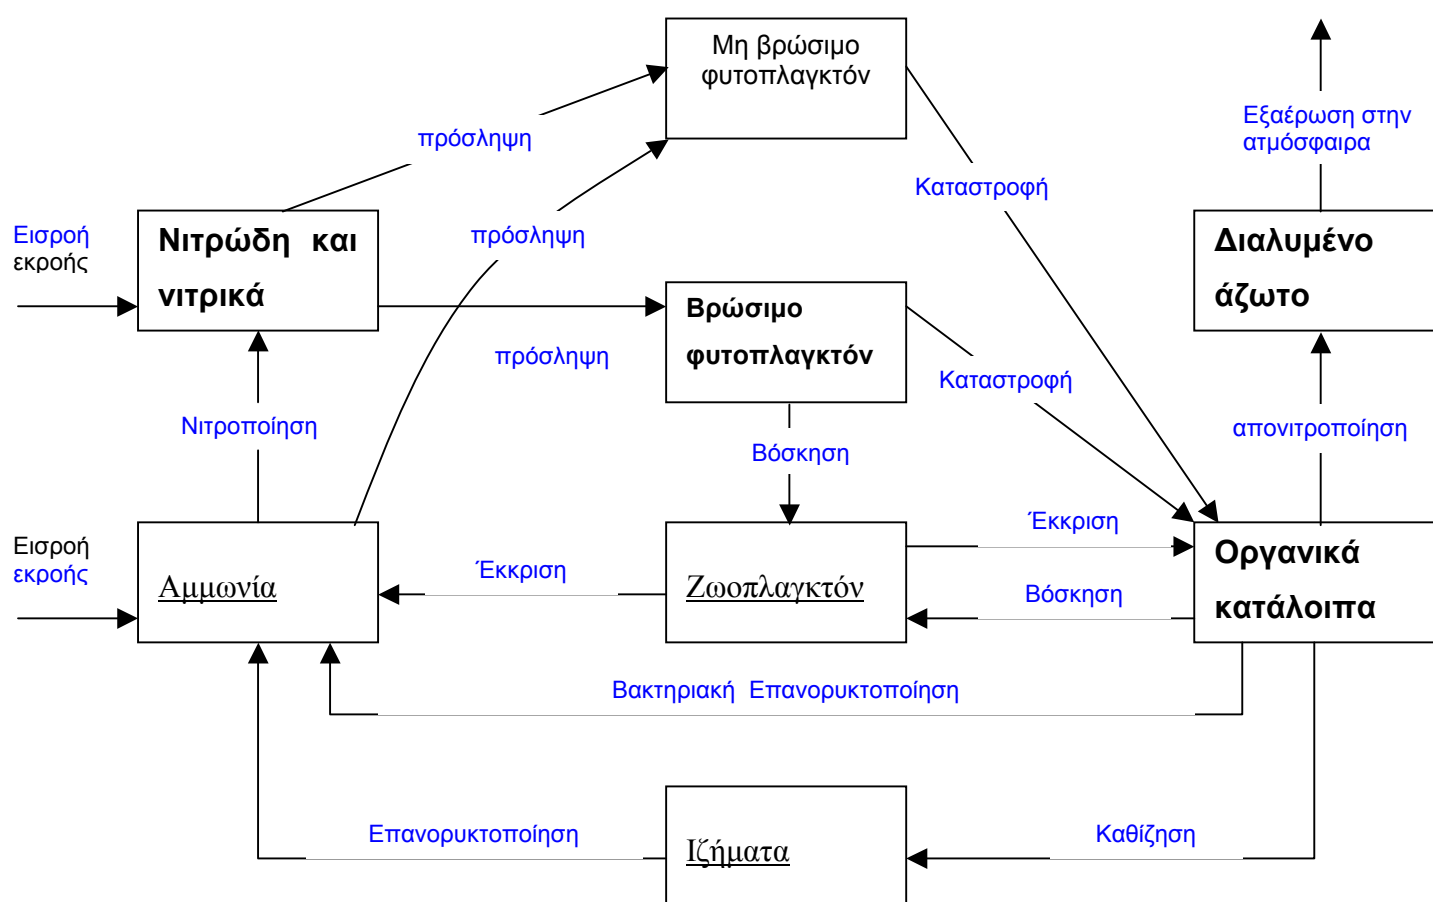 Μη βρώσιμο
φυτοπλαγκτόν
Εξαέρωση στην
ατμόσφαιρα
πρόσληψη
Καταστροφή
Εισροή
εκροής
Νιτρώδη και
νιτρικά
πρόσληψη
Διαλυμένο
άζωτο
Βρώσιμο
φυτοπλαγκτόν
πρόσληψη
Καταστροφή
Νιτροποίηση
Βόσκηση
απονιτροποίηση
Εισροή
εκροής
Αμμωνία
Έκκριση
Ζωοπλαγκτόν
Έκκριση
Βόσκηση
Οργανικά
κατάλοιπα
Βακτηριακή Επανορυκτοποίηση
Επανορυκτοποίηση
Ιζήματα
Καθίζηση